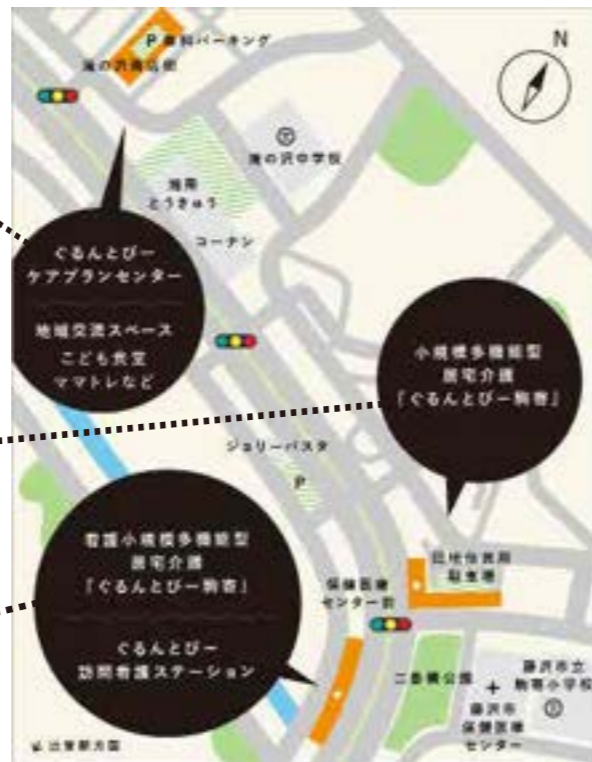 N
P 専用パーキング
滝の沢商店街
滝の沢中学校
湘南
とうきゅう
コーナン
ぐるんとびー
ケアプランセンター
地域交流スペース
こども食堂
ママトレなど
小規模多機能型
居宅介護
「ぐるんとびー駒寄」
ジョリーパスタ
P
看護小規模多機能型
居宅介護
「ぐるんとびー駒寄」
ぐるんとびー
訪問看護ステーション
団地住民用
駐車場
保健医療
センター前
二番構公園
藤沢市立
駒寄小学校
藤沢市
保健医療
センター
辻堂駅方面